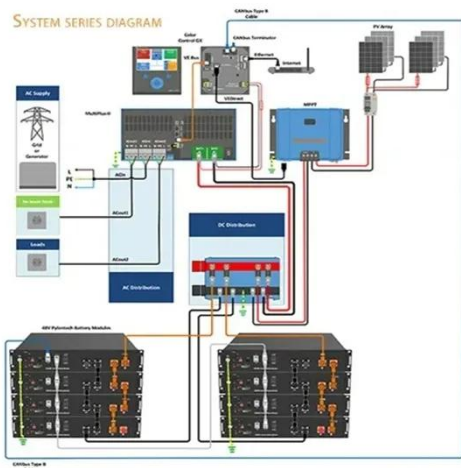 SYSTEM SERIES DIAGRAM
CANbus Type B
Cable
PV Array
Color
Control GX
CANbus Terminator
VE Bus
Ethernet
Internet
AC Supply
VEDirect
MPPT
MultiPlus-II
Grid
or
Generator
L
PE
N
ACin
ACout1
DC Distribution
Loads
ACout2
AC Distribution
48V Pylontech Battery Modules
CANbus Type B